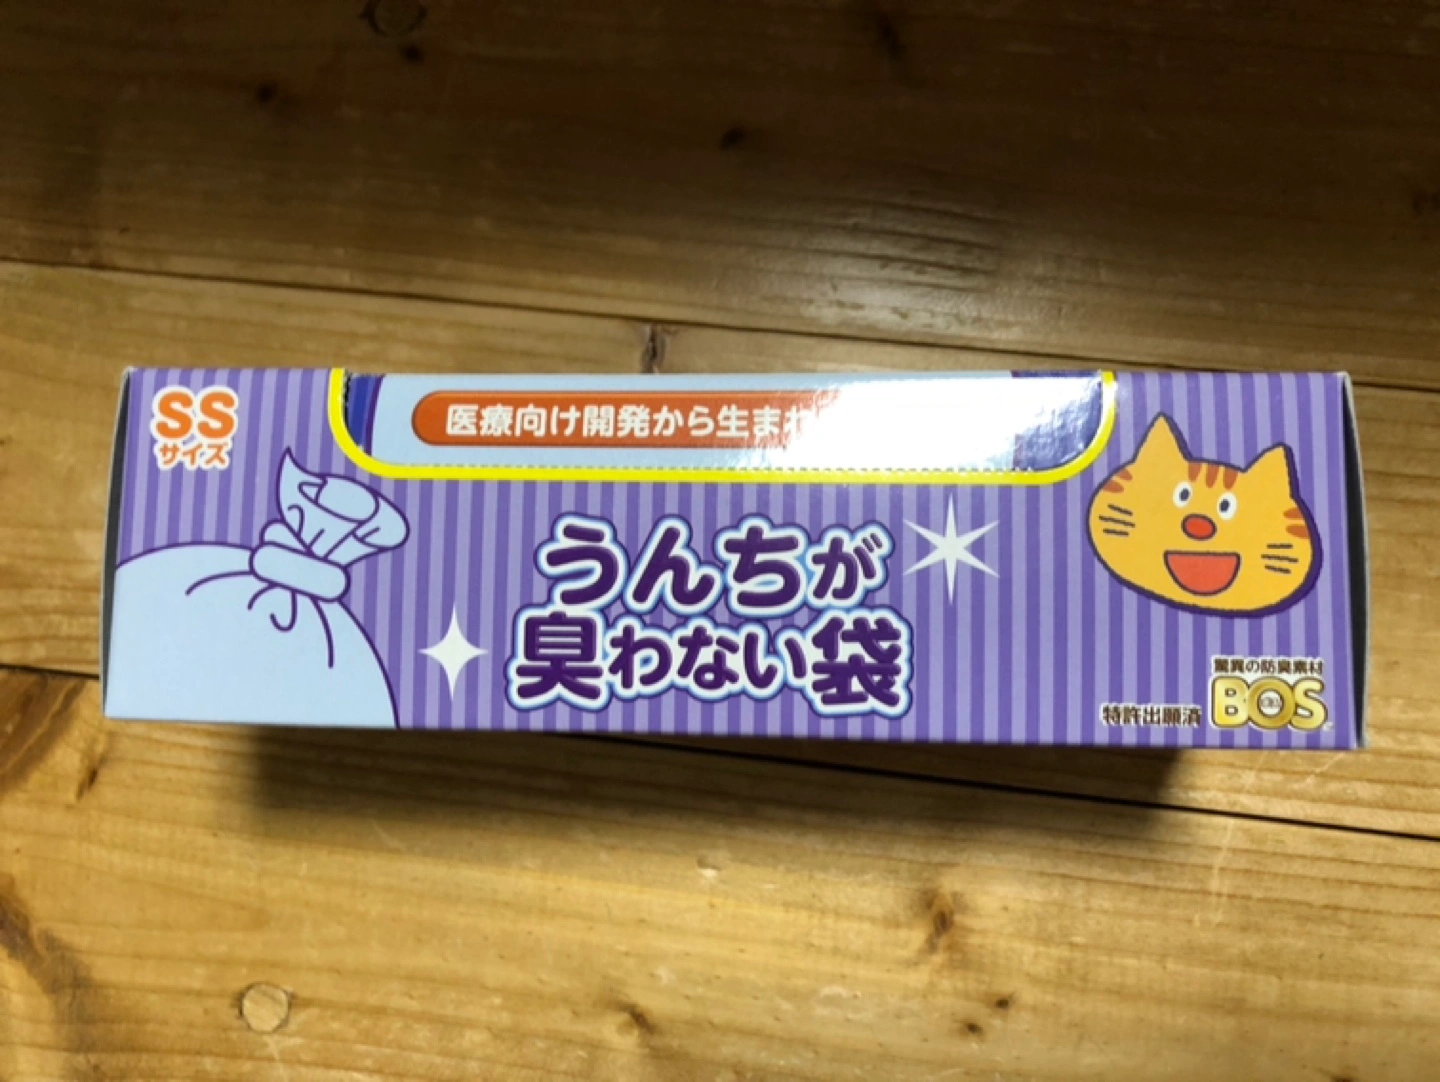 SS
サイズ
医療向け開発から生まれ
うんちが
臭わない袋
驚異の防臭素材
特許出願済
BOS